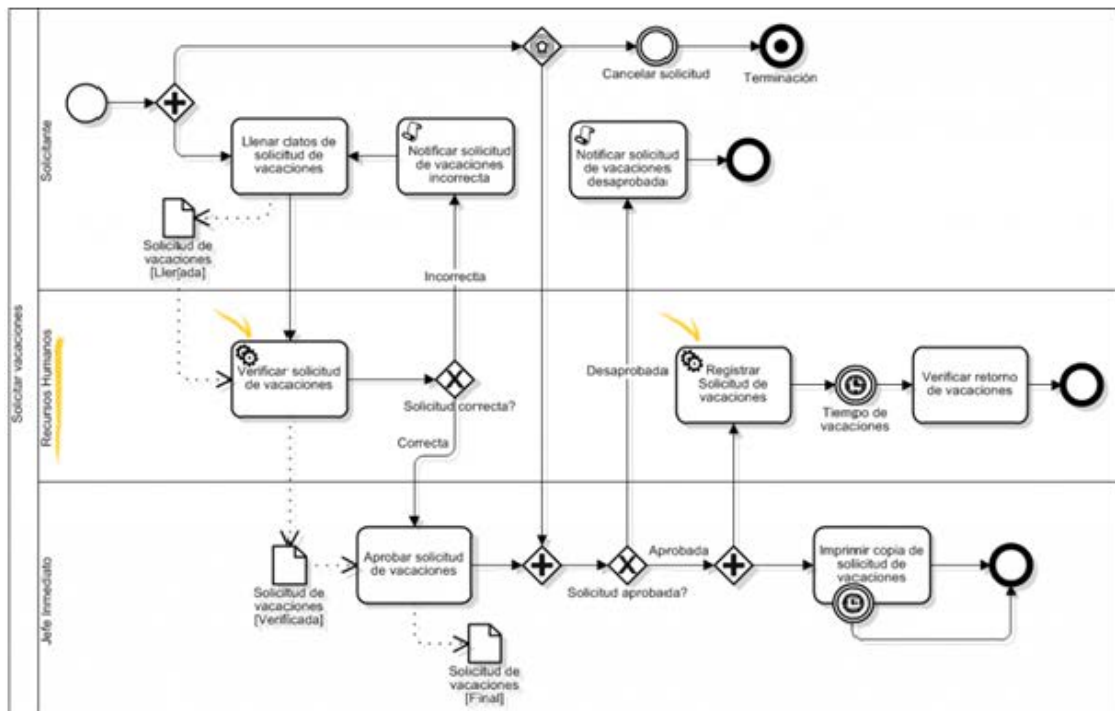 Solicitar vacaciones
Solicitante
Cancelar solicitud
Terminación
Llenar datos de
solicitud de
vacaciones
Notificar solicitud
de vacaciones
incorrecta
Notificar solicitud
de vacaciones
desaprobada
Solicitud de
vacaciones
[Llenada]
Incorrecta
Recursos Humanos
Verificar solicitud
de vacaciones
Solicitud correcta?
Correcta
Desaprobada
Registrar
Solicitud de
vacaciones
Tiempo de
vacaciones
Verificar retorno
de vacaciones
Jefe Inmediato
Aprobar solicitud
de vacaciones
Solicitud de
vacaciones
[Verificada]
Solicitud de
vacaciones
[Final]
Aprobada
Solicitud aprobada?
Imprimir copia de
solicitud de
vacaciones